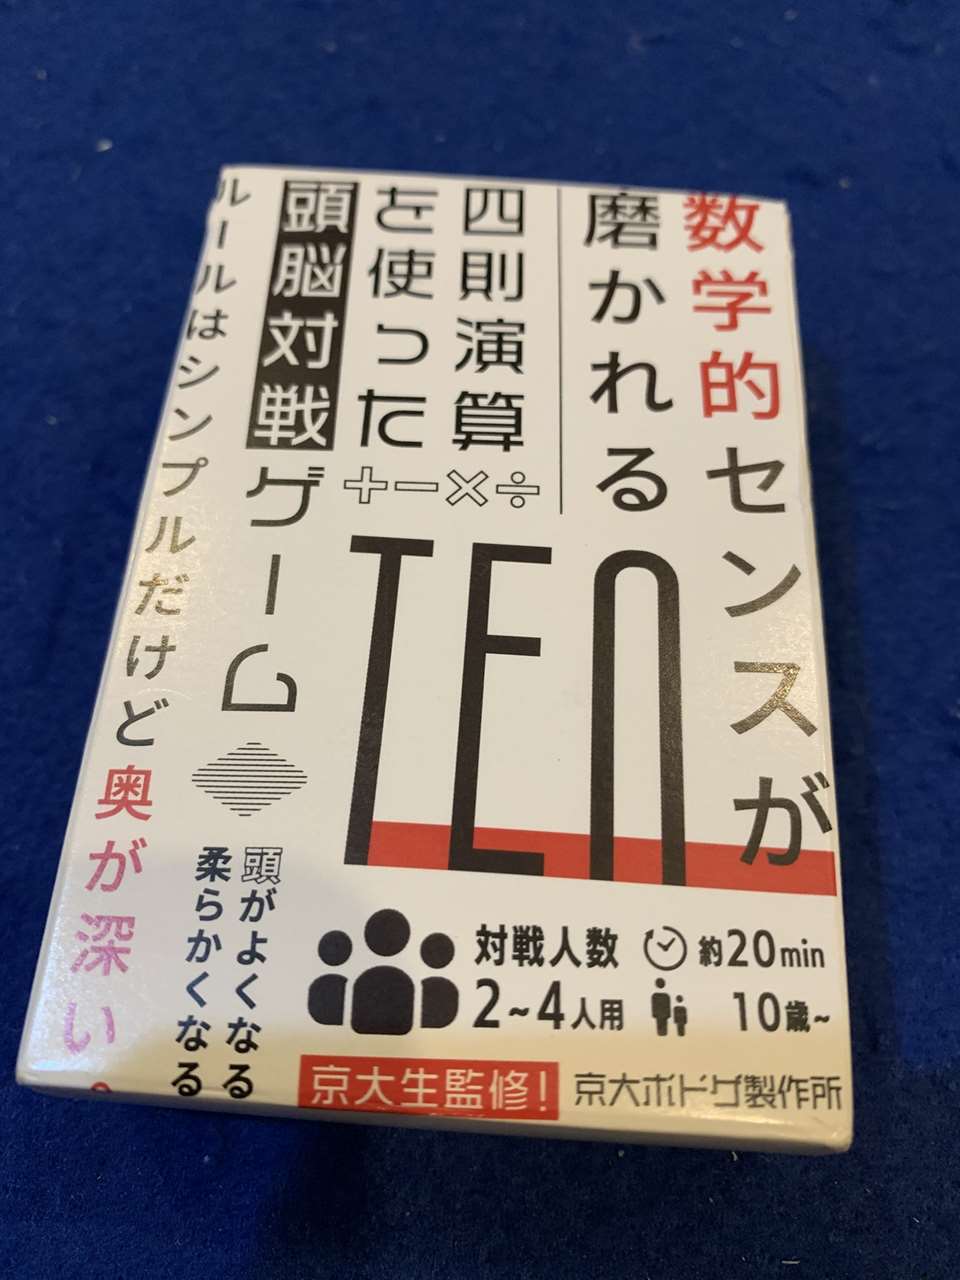 数学的センスが
磨かれる
四則演算
を使った
+−×÷
頭脳対戦ゲーム
ルールはシンプルだけど奥が深い。
TEN
頭がよくなる
柔らかくなる
対戦人数
2~4人用
約20min
10歳~
京大生監修!
京大ボドゲ製作所